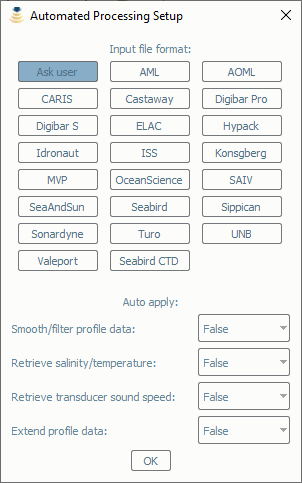 Automated Processing Setup
Input file format:
Ask user AML AOML
CARIS Castaway Digibar Pro
Digibar S ELAC Hypack
Idronaut ISS Konsgberg
MVP OceanScience SAIV
SeaAndSun Seabird Sippican
Sonardyne Turo UNB
Valeport Seabird CTD
Auto apply:
Smooth/filter profile data: False
Retrieve salinity/temperature: False
Retrieve transducer sound speed: False
Extend profile data: False
OK